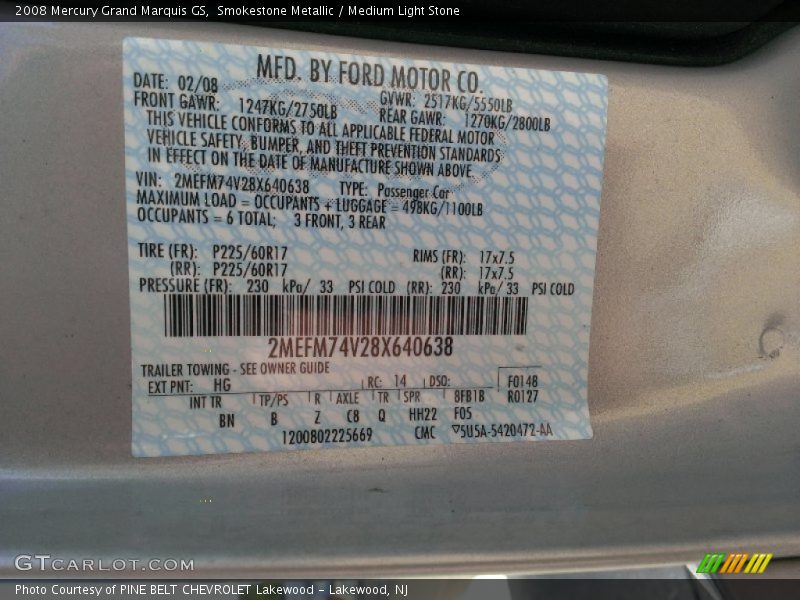 2008 Mercury Grand Marquis GS, Smokestone Metallic / Medium Light Stone
MFD. BY FORD MOTOR CO.
DATE: 02/08 GVWR: 2517KG/5550LB
FRONT GAWR: 1247KG/2750LB REAR GAWR: 1270KG/2800LB
THIS VEHICLE CONFORMS TO ALL APPLICABLE FEDERAL MOTOR
VEHICLE SAFETY, BUMPER, AND THEFT PREVENTION STANDARDS
IN EFFECT ON THE DATE OF MANUFACTURE SHOWN ABOVE.
VIN: 2MEFM74V28X640638 TYPE: Passenger Car
MAXIMUM LOAD = OCCUPANTS + LUGGAGE = 498KG/1100LB
OCCUPANTS = 6 TOTAL; 3 FRONT, 3 REAR
TIRE (FR): P225/60R17 RIMS (FR): 17x7.5
(RR): P225/60R17 (RR): 17x7.5
PRESSURE (FR): 230 kPa/ 33 PSI COLD (RR): 230 kPa/ 33 PSI COLD
2MEFM74V28X640638
TRAILER TOWING - SEE OWNER GUIDE
EXT PNT: HG RC: 14 DSO: F0148
INT TR TP/PS R AXLE TR SPR 8FB1B R0127
BN B Z C8 Q HH22 F05
1200802225669 CMC ▽5U5A-5420472-AA
GTCARLOT.COM
Photo Courtesy of PINE BELT CHEVROLET Lakewood - Lakewood, NJ